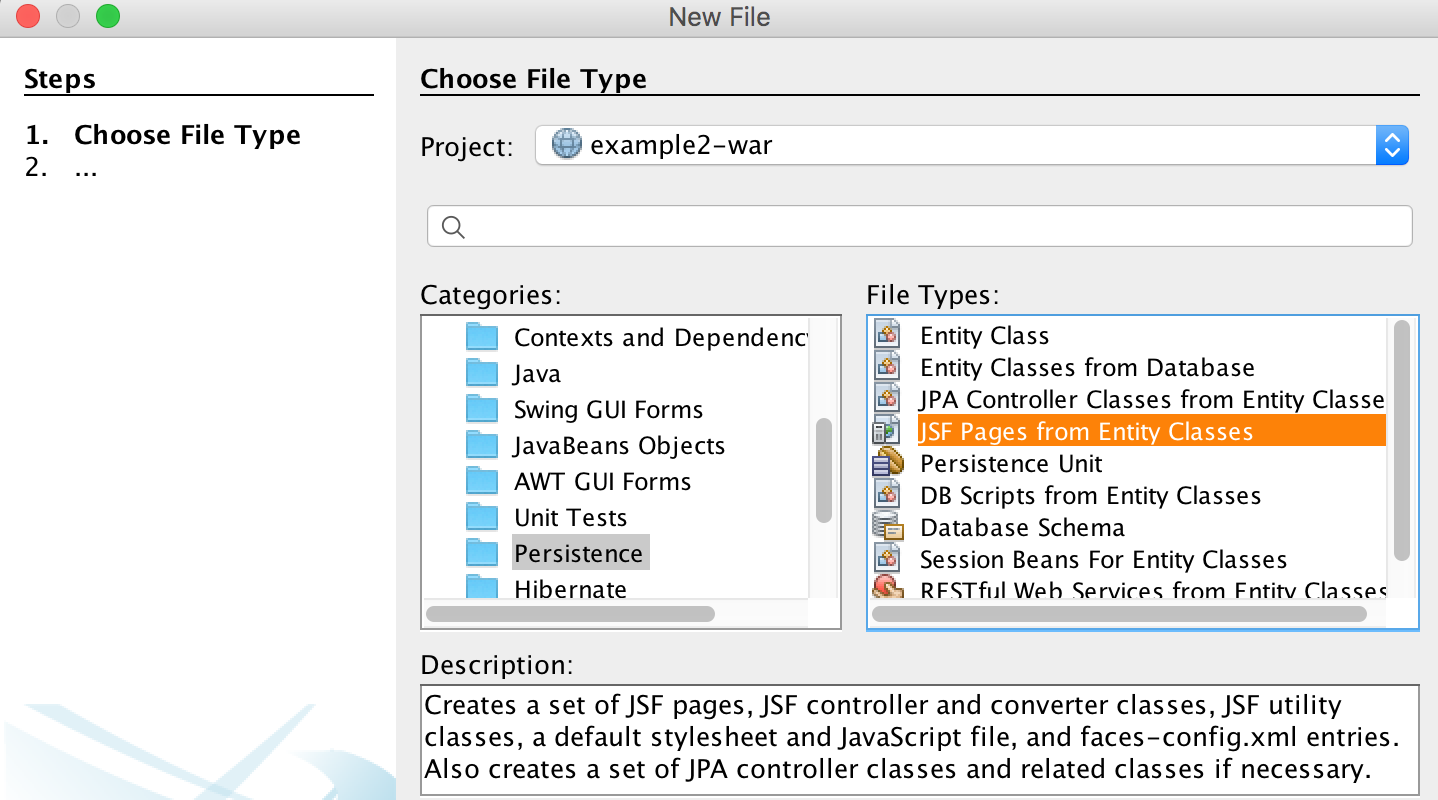 New File
Steps
1. Choose File Type
2. ...
Choose File Type
Project: example2-war
Categories:
Contexts and Dependency
Java
Swing GUI Forms
JavaBeans Objects
AWT GUI Forms
Unit Tests
Persistence
Hibernate
File Types:
Entity Class
Entity Classes from Database
JPA Controller Classes from Entity Classe
JSF Pages from Entity Classes
Persistence Unit
DB Scripts from Entity Classes
Database Schema
Session Beans For Entity Classes
RESTful Web Services from Entity Classes
Description:
Creates a set of JSF pages, JSF controller and converter classes, JSF utility
classes, a default stylesheet and JavaScript file, and faces-config.xml entries.
Also creates a set of JPA controller classes and related classes if necessary.